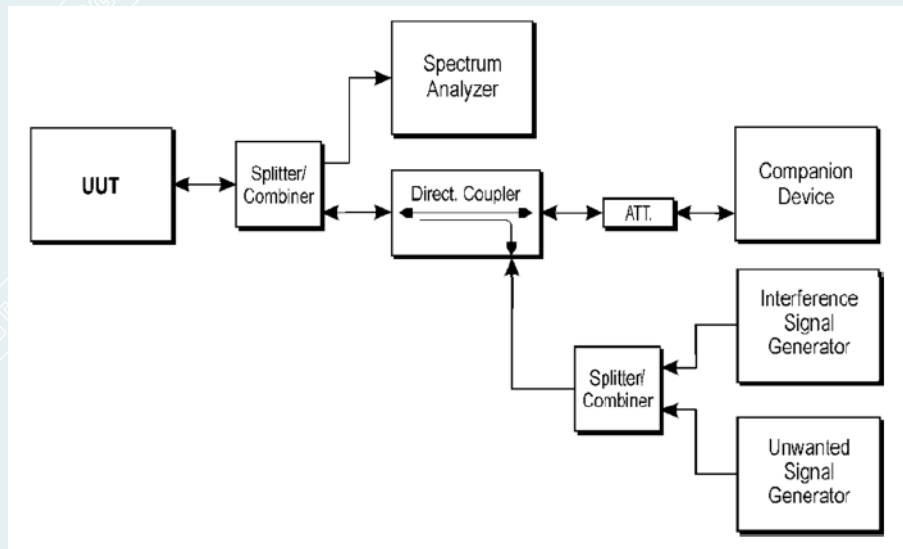 Spectrum
Analyzer
UUT
Splitter/
Combiner
Direct. Coupler
ATT.
Companion
Device
Interference
Signal
Generator
Splitter/
Combiner
Unwanted
Signal
Generator